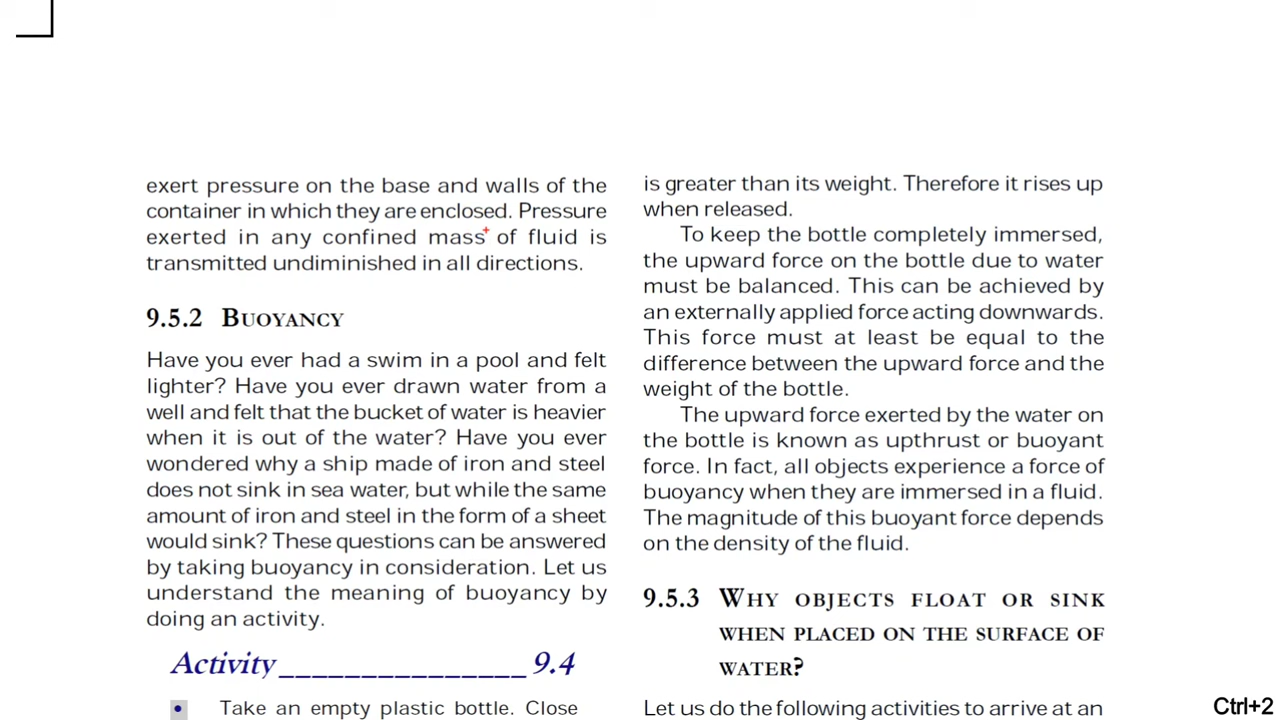 exert pressure on the base and walls of the
container in which they are enclosed. Pressure
exerted in any confined mass of fluid is
transmitted undiminished in all directions.
9.5.2 BUOYANCY
Have you ever had a swim in a pool and felt
lighter? Have you ever drawn water from a
well and felt that the bucket of water is heavier
when it is out of the water? Have you ever
wondered why a ship made of iron and steel
does not sink in sea water, but while the same
amount of iron and steel in the form of a sheet
would sink? These questions can be answered
by taking buoyancy in consideration. Let us
understand the meaning of buoyancy by
doing an activity.
Activity _______________ 9.4
• Take an empty plastic bottle. Close
is greater than its weight. Therefore it rises up
when released.
To keep the bottle completely immersed,
the upward force on the bottle due to water
must be balanced. This can be achieved by
an externally applied force acting downwards.
This force must at least be equal to the
difference between the upward force and the
weight of the bottle.
The upward force exerted by the water on
the bottle is known as upthrust or buoyant
force. In fact, all objects experience a force of
buoyancy when they are immersed in a fluid.
The magnitude of this buoyant force depends
on the density of the fluid.
9.5.3 WHY OBJECTS FLOAT OR SINK
WHEN PLACED ON THE SURFACE OF
WATER?
Let us do the following activities to arrive at an
Ctrl+2